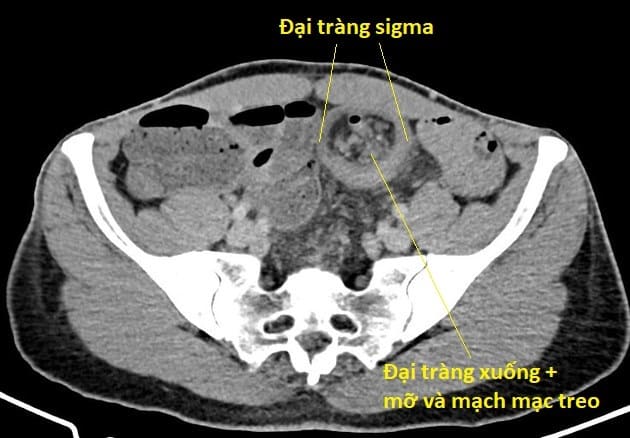 Đại tràng sigma
Đại tràng xuống +
mỡ và mạch mạc treo